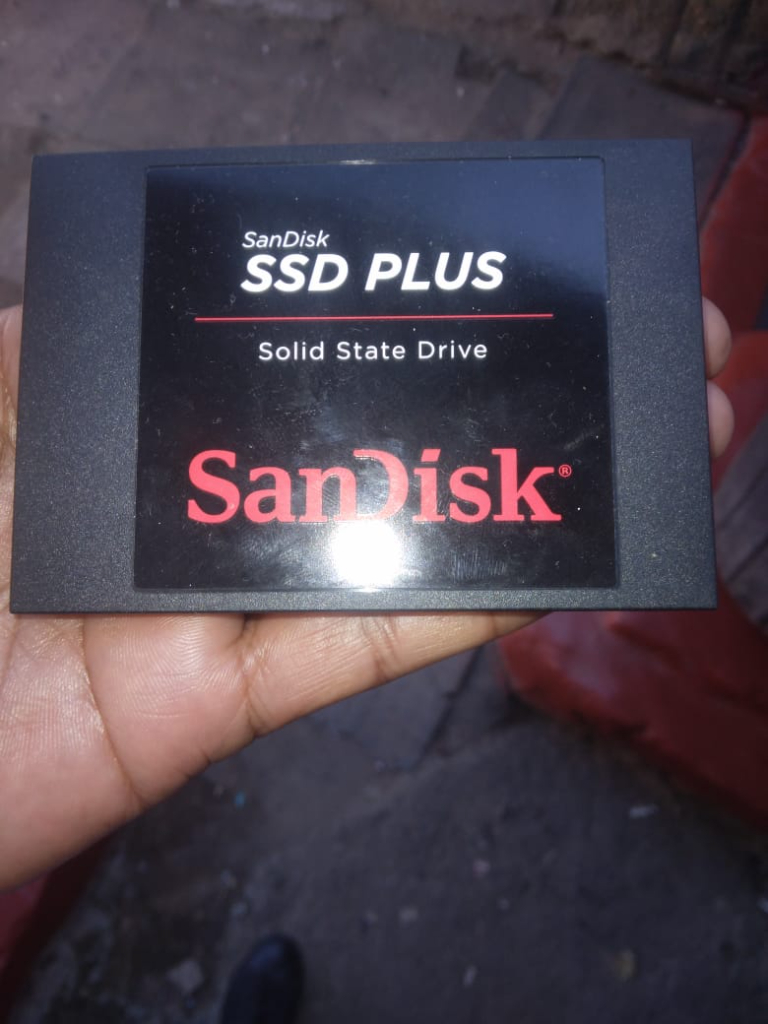 SanDisk
SSD PLUS
Solid State Drive
SanDisk®